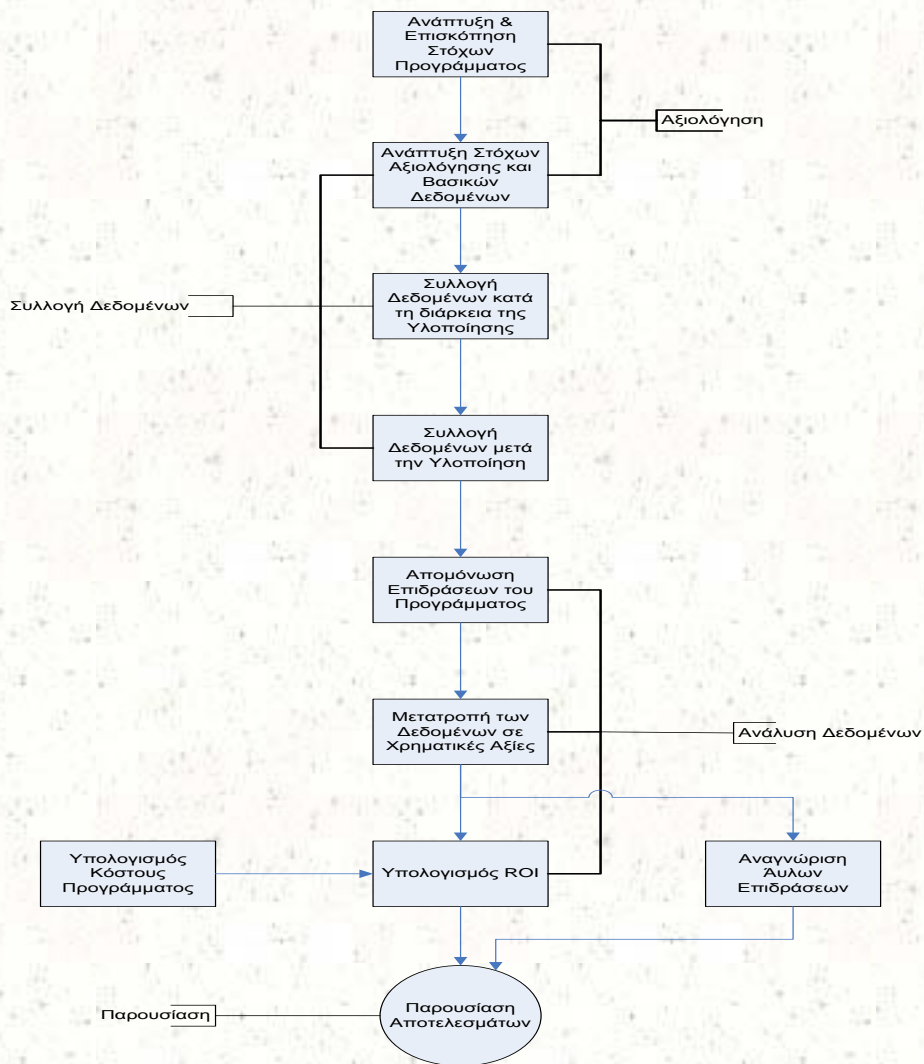 Ανάπτυξη &
Επισκόπηση
Στόχων
Προγράμματος
Αξιολόγηση
Ανάπτυξη Στόχων
Αξιολόγησης και
Βασικών
Δεδομένων
Συλλογή Δεδομένων
Συλλογή
Δεδομένων κατά
τη διάρκεια της
Υλοποίησης
Συλλογή
Δεδομένων μετά
την Υλοποίηση
Απομόνωση
Επιδράσεων του
Προγράμματος
Μετατροπή των
Δεδομένων σε
Χρηματικές Αξίες
Ανάλυση Δεδομένων
Υπολογισμός
Κόστους
Προγράμματος
Υπολογισμός ROI
Αναγνώριση
Άυλων
Επιδράσεων
Παρουσίαση
Παρουσίαση
Αποτελεσμάτων